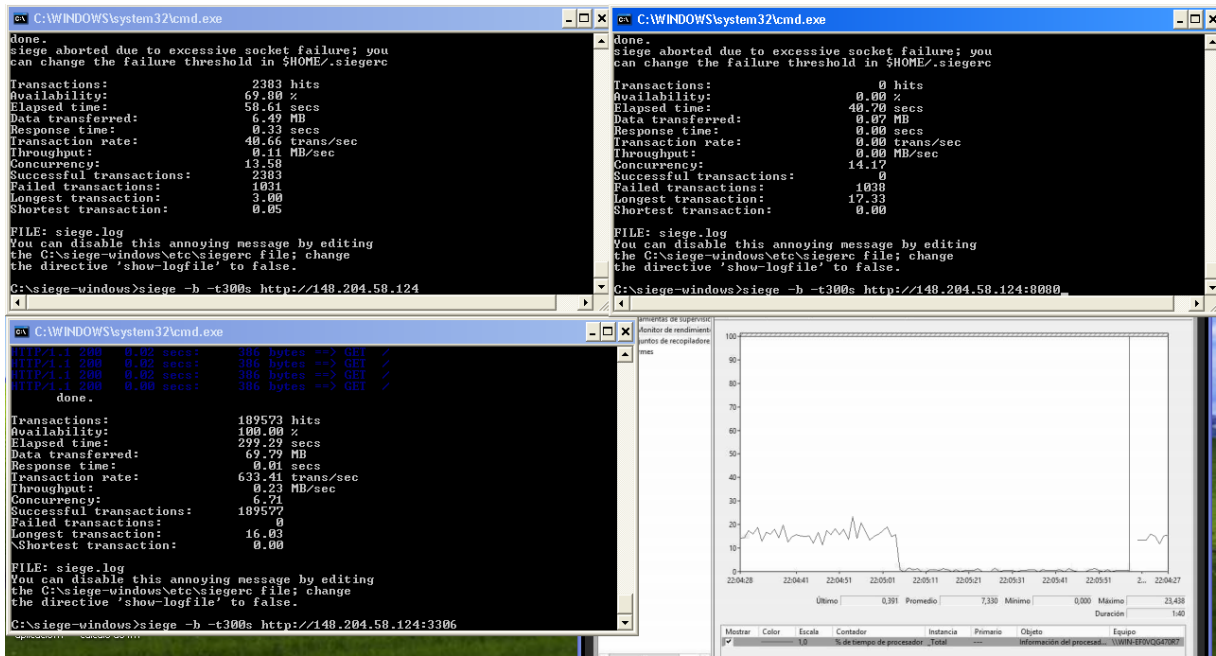 C:\WINDOWS\system32\cmd.exe
done.
siege aborted due to excessive socket failure; you
can change the failure threshold in $HOME/.siegerc
Transactions: 2383 hits
Availability: 69.80 %
Elapsed time: 58.61 secs
Data transferred: 6.49 MB
Response time: 0.33 secs
Transaction rate: 40.66 trans/sec
Throughput: 0.11 MB/sec
Concurrency: 13.58
Successful transactions: 2383
Failed transactions: 1031
Longest transaction: 3.00
Shortest transaction: 0.05
FILE: siege.log
You can disable this annoying message by editing
the C:\siege-windows\etc\siegerc file; change
the directive 'show-logfile' to false.
C:\siege-windows>siege -b -t300s http://148.204.58.124
C:\WINDOWS\system32\cmd.exe
done.
siege aborted due to excessive socket failure; you
can change the failure threshold in $HOME/.siegerc
Transactions: 0 hits
Availability: 0.00 %
Elapsed time: 40.70 secs
Data transferred: 0.07 MB
Response time: 0.00 secs
Transaction rate: 0.00 trans/sec
Throughput: 0.00 MB/sec
Concurrency: 14.17
Successful transactions: 0
Failed transactions: 1038
Longest transaction: 17.33
Shortest transaction: 0.00
FILE: siege.log
You can disable this annoying message by editing
the C:\siege-windows\etc\siegerc file; change
the directive 'show-logfile' to false.
C:\siege-windows>siege -b -t300s http://148.204.58.124:8080_
C:\WINDOWS\system32\cmd.exe
HTTP/1.1 200 0.03 secs: 386 bytes ==> GET /
HTTP/1.1 200 0.02 secs: 386 bytes ==> GET /
HTTP/1.1 200 0.02 secs: 386 bytes ==> GET /
HTTP/1.1 200 0.00 secs: 386 bytes ==> GET /
done.
Transactions: 189573 hits
Availability: 100.00 %
Elapsed time: 299.29 secs
Data transferred: 69.79 MB
Response time: 0.01 secs
Transaction rate: 633.41 trans/sec
Throughput: 0.23 MB/sec
Concurrency: 6.71
Successful transactions: 189577
Failed transactions: 0
Longest transaction: 16.03
\Shortest transaction: 0.00
FILE: siege.log
You can disable this annoying message by editing
the C:\siege-windows\etc\siegerc file; change
the directive 'show-logfile' to false.
C:\siege-windows>siege -b -t300s http://148.204.58.124:3306
amientas de supervisic
Monitor de rendimiento
juntos de recopiladore
rmes
100
90
80
70
60
50
40
30
20
10
0
22:04:28 22:04:41 22:04:51 22:05:01 22:05:11 22:05:21 22:05:31 22:05:41 22:05:51 2... 22:04:27
Último 0,391 Promedio 7,330 Mínimo 0,000 Máximo 23,438
Duración 1:40
Mostrar Color Escala Contador Instancia Primario Objeto Equipo
1,0 % de tiempo de procesador _Total --- Información del procesad... \\WIN-EF0VQG470R7